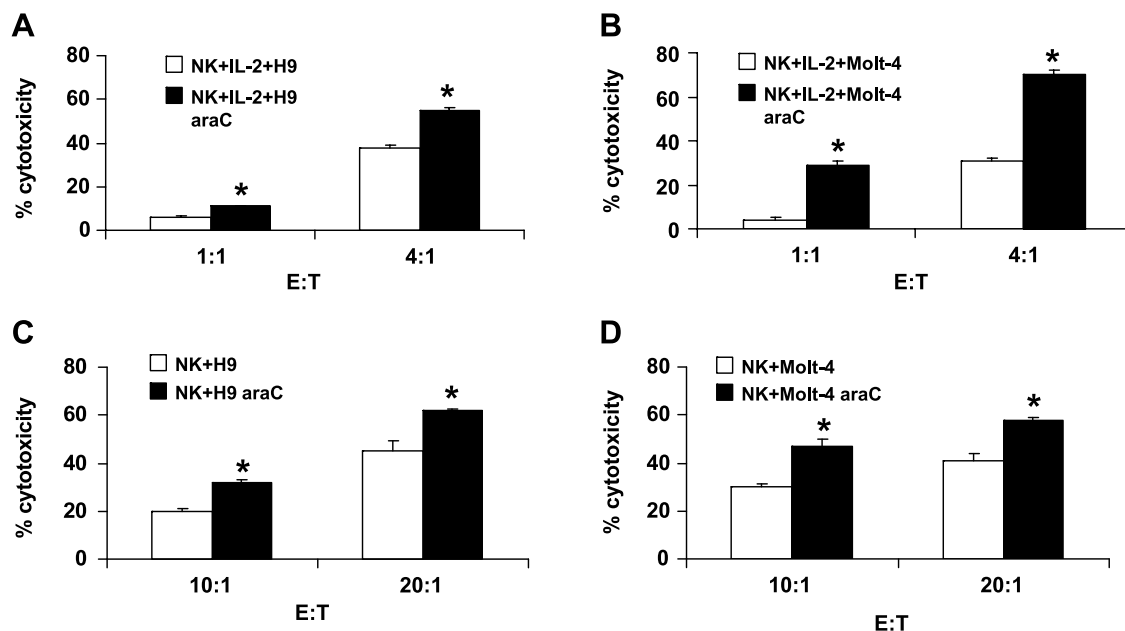 A
80
60
40
20
0
% cytotoxicity
NK+IL-2+H9
NK+IL-2+H9
araC
*
*
1:1
4:1
E:T
B
80
60
40
20
0
% cytotoxicity
NK+IL-2+Molt-4
NK+IL-2+Molt-4
araC
*
*
1:1
4:1
E:T
C
80
60
40
20
0
% cytotoxicity
NK+H9
NK+H9 araC
*
*
10:1
20:1
E:T
D
80
60
40
20
0
% cytotoxicity
NK+Molt-4
NK+Molt-4 araC
*
*
10:1
20:1
E:T